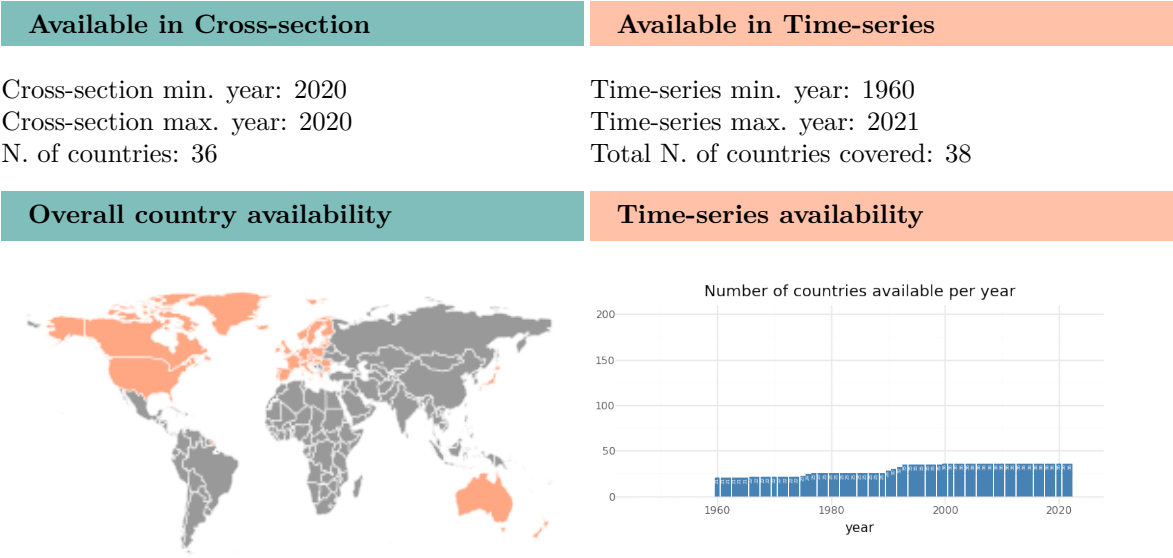 Available in Cross-section
Available in Time-series
Cross-section min. year: 2020
Cross-section max. year: 2020
N. of countries: 36
Time-series min. year: 1960
Time-series max. year: 2021
Total N. of countries covered: 38
Overall country availability
Time-series availability
Number of countries available per year
200
150
100
50
0
1960 1980 2000 2020
year